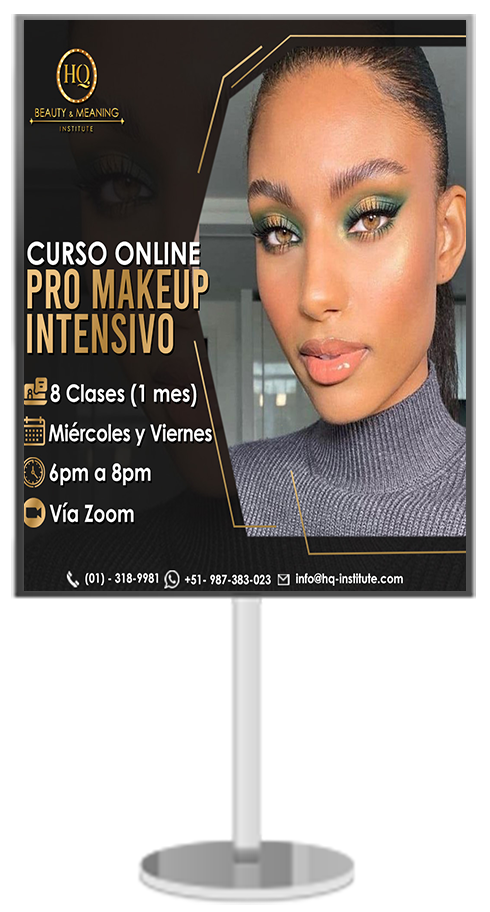 HQ
BEAUTY & MEANING
INSTITUTE
CURSO ONLINE
PRO MAKEUP
INTENSIVO
8 Clases (1 mes)
Miércoles y Viernes
6pm a 8pm
Vía Zoom
(01) - 318-9981 +51- 987-383-023 info@hq-institute.com